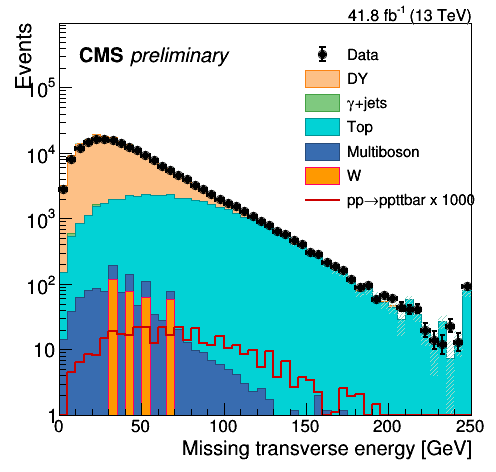 41.8 fb⁻¹ (13 TeV)
Events
CMS preliminary
Data
DY
γ+jets
Top
Multiboson
W
pp→ppttbar x 1000
10⁵
10⁴
10³
10²
10
1
0 50 100 150 200 250
Missing transverse energy [GeV]